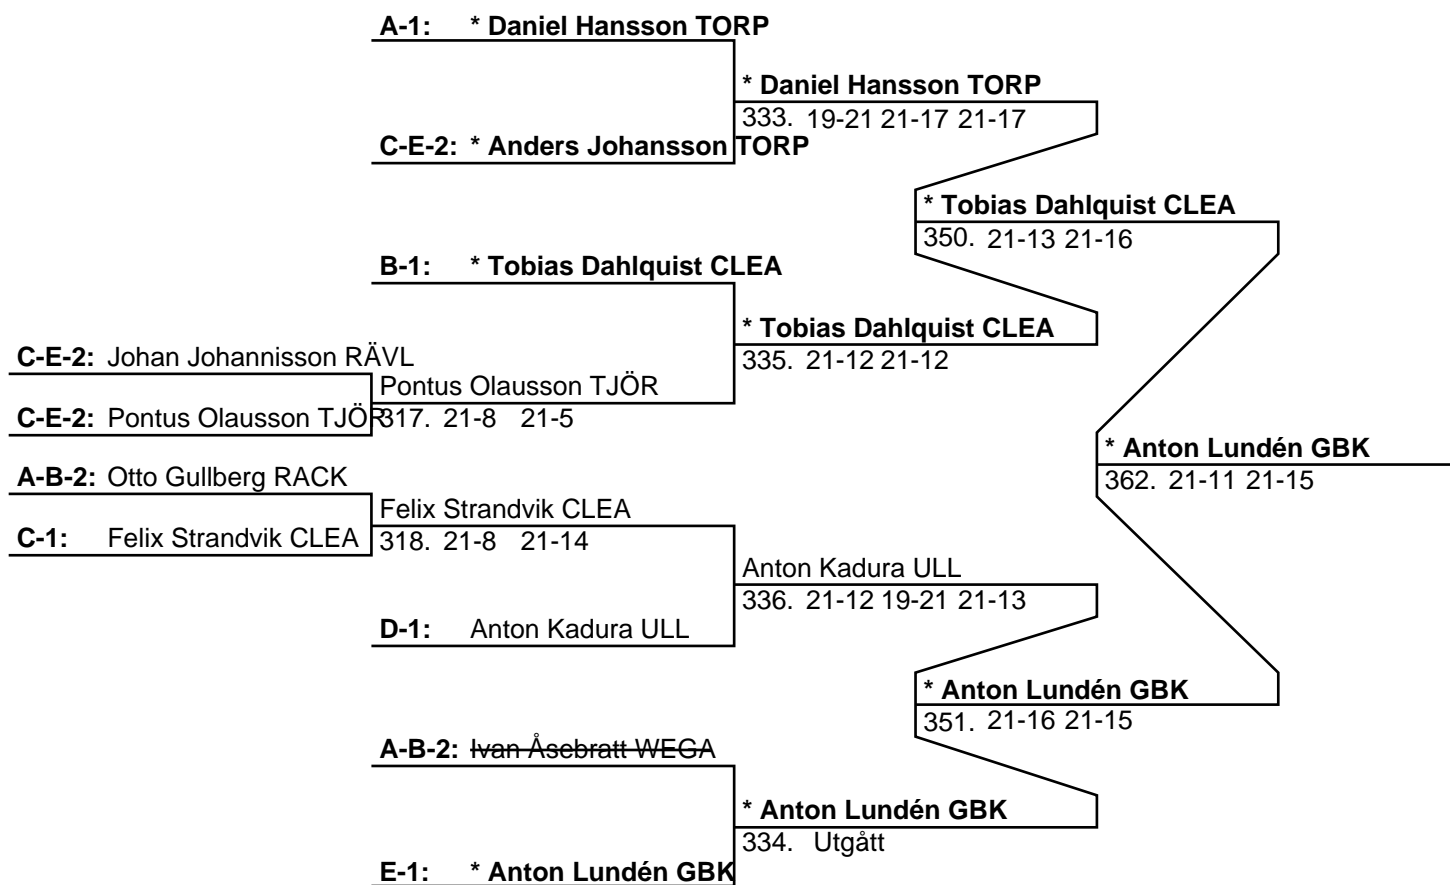 A-1: * Daniel Hansson TORP
* Daniel Hansson TORP
333. 19-21 21-17 21-17
C-E-2: * Anders Johansson TORP
* Tobias Dahlquist CLEA
350. 21-13 21-16
B-1: * Tobias Dahlquist CLEA
* Tobias Dahlquist CLEA
335. 21-12 21-12
C-E-2: Johan Johannisson RÄVL
Pontus Olausson TJÖR
317. 21-8 21-5
C-E-2: Pontus Olausson TJÖR
* Anton Lundén GBK
362. 21-11 21-15
A-B-2: Otto Gullberg RACK
Felix Strandvik CLEA
318. 21-8 21-14
C-1: Felix Strandvik CLEA
Anton Kadura ULL
336. 21-12 19-21 21-13
D-1: Anton Kadura ULL
* Anton Lundén GBK
351. 21-16 21-15
A-B-2: Ivan Åsebratt WEGA
* Anton Lundén GBK
334. Utgått
E-1: * Anton Lundén GBK